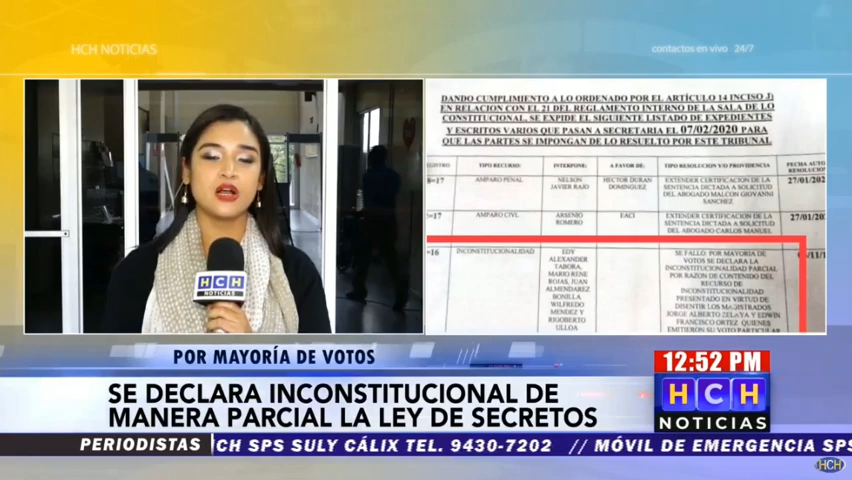 HCH NOTICIAS
contactos en vivo 24/7
DANDO CUMPLIMIENTO A LO ORDENADO POR EL ARTÍCULO 14 INCISO J)
EN RELACION CON EL 21 DEL REGLAMENTO INTERNO DE LA SALA DE LO
CONSTITUCIONAL, SE EXPIDE EL SIGUIENTE LISTADO DE EXPEDIENTES
Y ESCRITOS VARIOS QUE PASAN A SECRETARIA EL 07/02/2020 PARA
QUE LAS PARTES SE IMPONGAN DE LO RESUELTO POR ESTE TRIBUNAL
TIPO RECURSO: INTERPONE: A FAVOR DE: TIPO RESOLUCION Y/O PROVIDENCIA FECHA AUTO
RESOLUCION
=17 AMPARO PENAL NELSON JAVIER RAJO HECTOR DURAN DOMINGUEZ EXTENDER CERTIFICACION DE LA SENTENCIA DICTADA A SOLICITUD DEL ABOGADO MALCON GIOVANNI SANCHEZ 27/01/202
=17 AMPARO CIVL ARSENIO ROMERO EACI EXTENDER CERTIFICACION DE LA SENTENCIA DICTADA A SOLICITUD DEL ABOGADO CARLOS MANUEL 27/01/20
=16 INCONSTITUCIONALIDAD EDY
ALEXANDER
TABORA,
MARIO RENE
ROJAS, JUAN
ALMENDAREZ
BONILLA
WILFREDO
MENDEZ Y
RIGOBERTO
ULLOA
SE FALLO: POR MAYORIA DE
VOTOS SE DECLARA LA
INCONSTITUCIONALIDAD PARCIAL
POR RAZON DE CONTENIDO DEL
RECURSO DE
INCONSTITUCIONALIDAD
PRESENTADO EN VIRTUD DE
DISENTIR LOS MAGISTRADOS
JORGE ALBERTO ZELAYA Y EDWIN
FRANCISCO ORTEZ QUIENES
EMITIERON SU VOTO PARTICULAR
HCH
NOTICIAS
POR MAYORÍA DE VOTOS
SE DECLARA INCONSTITUCIONAL DE
MANERA PARCIAL LA LEY DE SECRETOS
12:52 PM
HCH
NOTICIAS
PERIODISTAS CH SPS SULY CÁLIX TEL. 9430-7202 // MÓVIL DE EMERGENCIA SPS
HCH